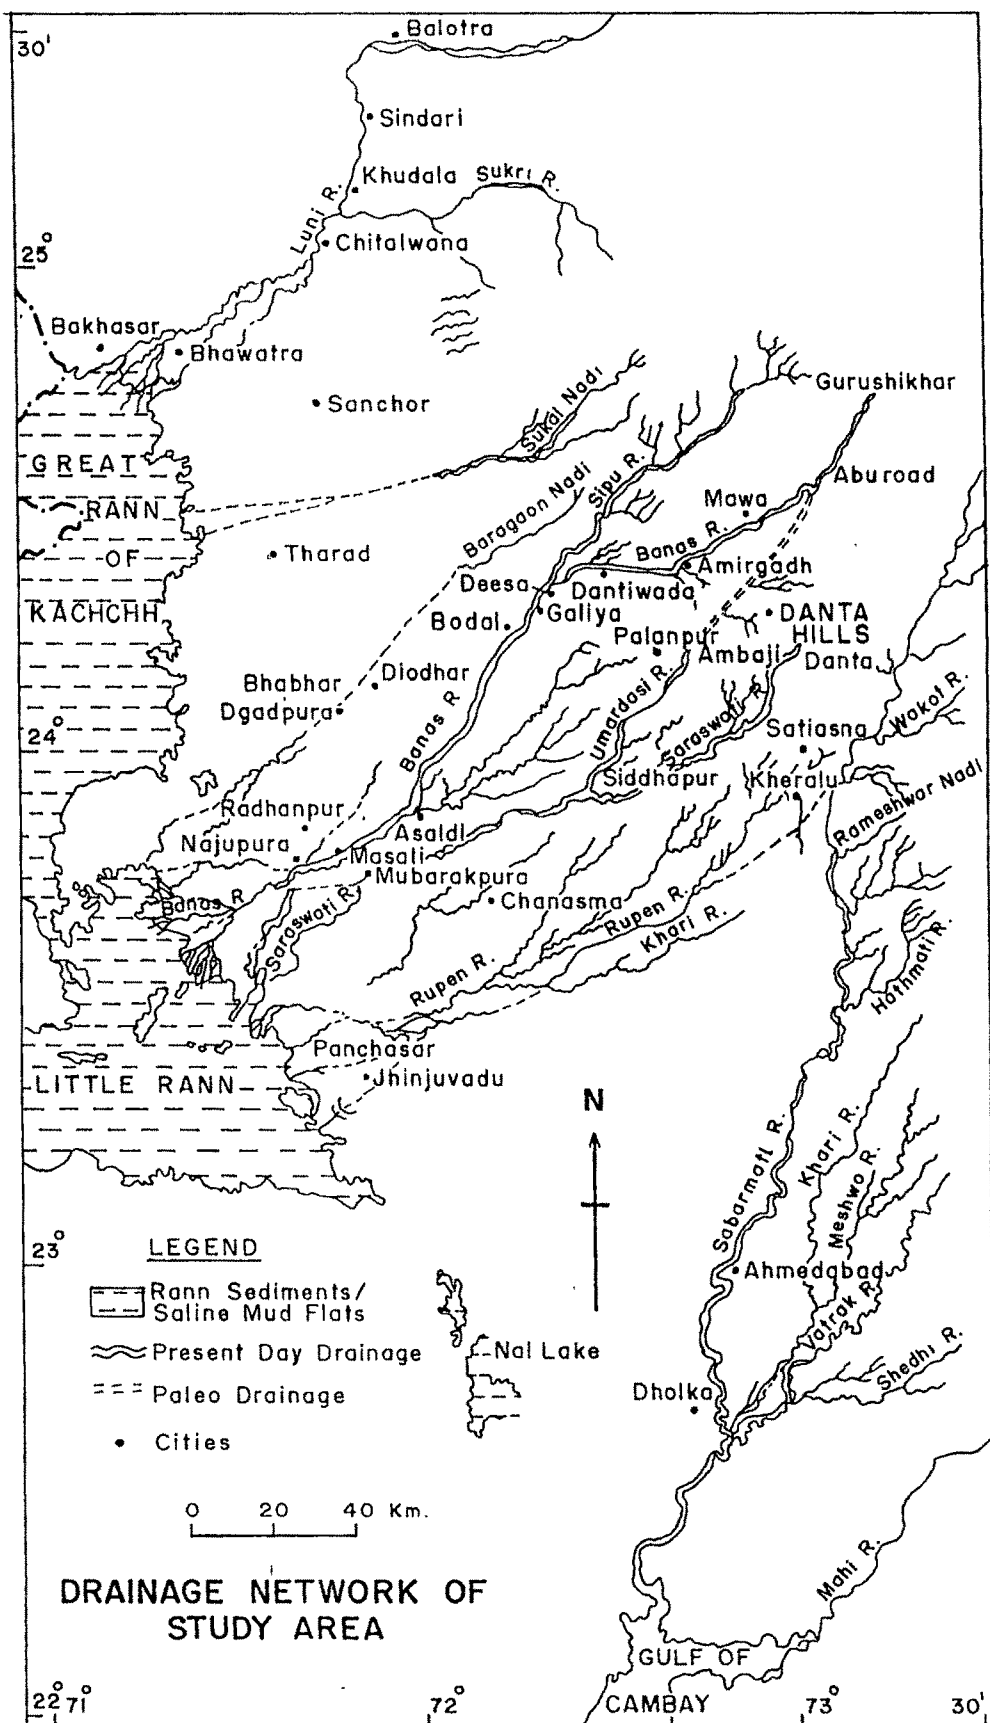 Balotra
30'
Sindari
Khudala
Sukri R.
Luni R.
Chitalwana
25°
Bakhasar
Bhawatra
Gurushikhar
Sanchor
Sukal Nadi
GREAT
Sipu R.
Aburoad
Baragaon Nadi
Mawa
RANN
Banas R.
Tharad
OF
Amirgadh
Deesa
Dantiwada
KACHCHH
Galiya
DANTA
HILLS
Bodal
Palanpur
Ambaji
Danta
Diodhar
Bhabhar
Dgadpura
Umardasi R.
Saraswati R.
Wakal R.
Banas R
24°
Satlasna
Siddhapur
Kheralu
Radhanpur
Rameshwar Nadi
Asaldi
Najupura
Masali
Mubarakpura
Banas R
Saraswati R.
Chanasma
Rupen R.
Khari R.
Hathmati R.
Rupen R.
Panchasar
Jhinjuvadu
LITTLE RANN
N
Khari R.
Sabarmati R.
Meshwo R.
23°
LEGEND
Ahmedabad
Rann Sediments/
Saline Mud Flats
Vatrak R.
Present Day Drainage
Nal Lake
Shedhi R.
Paleo Drainage
Dholka
Cities
0 20 40 Km.
Mahi R.
DRAINAGE NETWORK OF
STUDY AREA
GULF OF
CAMBAY
22° 71° 72° 73° 30'